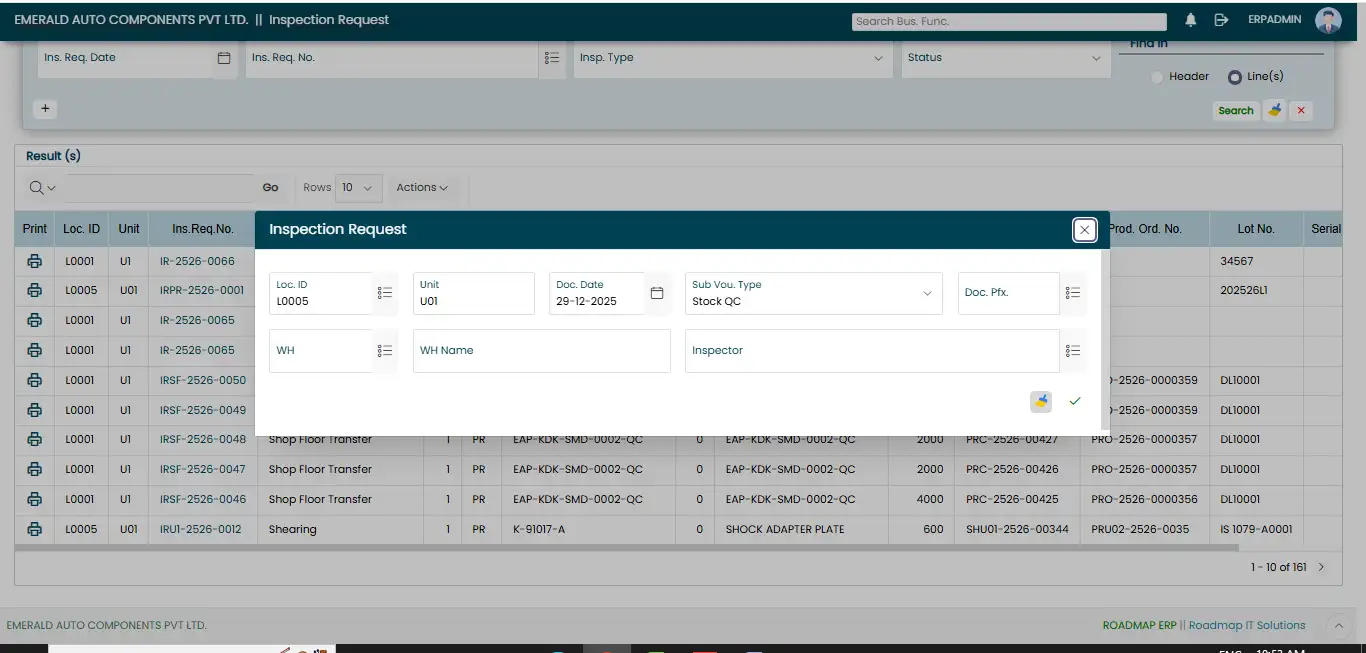 EMERALD AUTO COMPONENTS PVT LTD. || Inspection Request
Search Bus. Func.
ERPADMIN
Ins. Req. Date
Ins. Req. No.
Insp. Type
Status
Find In
Header
Line(s)
+
Search
Result (s)
Go
Rows 10
Actions
Print Loc. ID Unit Ins.Req.No. Prod. Ord. No. Lot No. Serial
Inspection Request
Loc. ID
L0005
Unit
U01
Doc. Date
29-12-2025
Sub Vou. Type
Stock QC
Doc. Pfx.
WH
WH Name
Inspector
L0001 U1 IR-2526-0066 34567
L0005 U1 IRPR-2526-0001 202526L1
L0001 U1 IR-2526-0065
L0001 U1 IR-2526-0065
L0001 U1 IRSF-2526-0050 -2526-0000359 DL10001
L0001 U1 IRSF-2526-0049 -2526-0000359 DL10001
L0001 U1 IRSF-2526-0048 Shop Floor Transfer 1 PR EAP-KDK-SMD-0002-QC 0 EAP-KDK-SMD-0002-QC 2000 PRC-2526-00427 PRO-2526-0000357 DL10001
L0001 U1 IRSF-2526-0047 Shop Floor Transfer 1 PR EAP-KDK-SMD-0002-QC 0 EAP-KDK-SMD-0002-QC 2000 PRC-2526-00426 PRO-2526-0000357 DL10001
L0001 U1 IRSF-2526-0046 Shop Floor Transfer 1 PR EAP-KDK-SMD-0002-QC 0 EAP-KDK-SMD-0002-QC 4000 PRC-2526-00425 PRO-2526-0000356 DL10001
L0005 U01 IRU1-2526-0012 Shearing 1 PR K-91017-A 0 SHOCK ADAPTER PLATE 600 SHU01-2526-00344 PRU02-2526-0035 IS 1079-A0001
1 - 10 of 161
EMERALD AUTO COMPONENTS PVT LTD.
ROADMAP ERP || Roadmap IT Solutions
ENG 10:53 AM